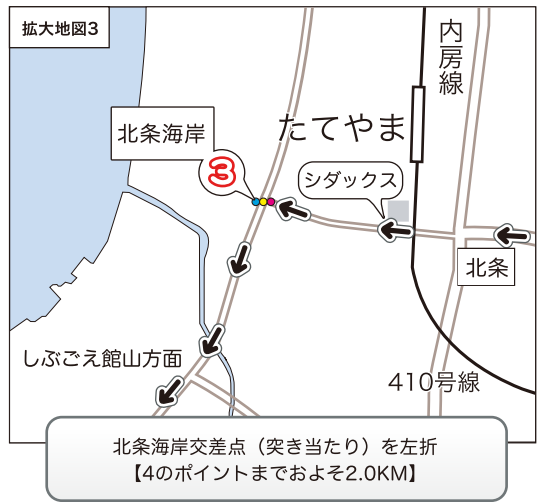 拡大地図3
内房線
たてやま
北条海岸
3
シダックス
北条
しぶごえ館山方面
410号線
北条海岸交差点（突き当たり）を左折
【4のポイントまでおよそ2.0KM】